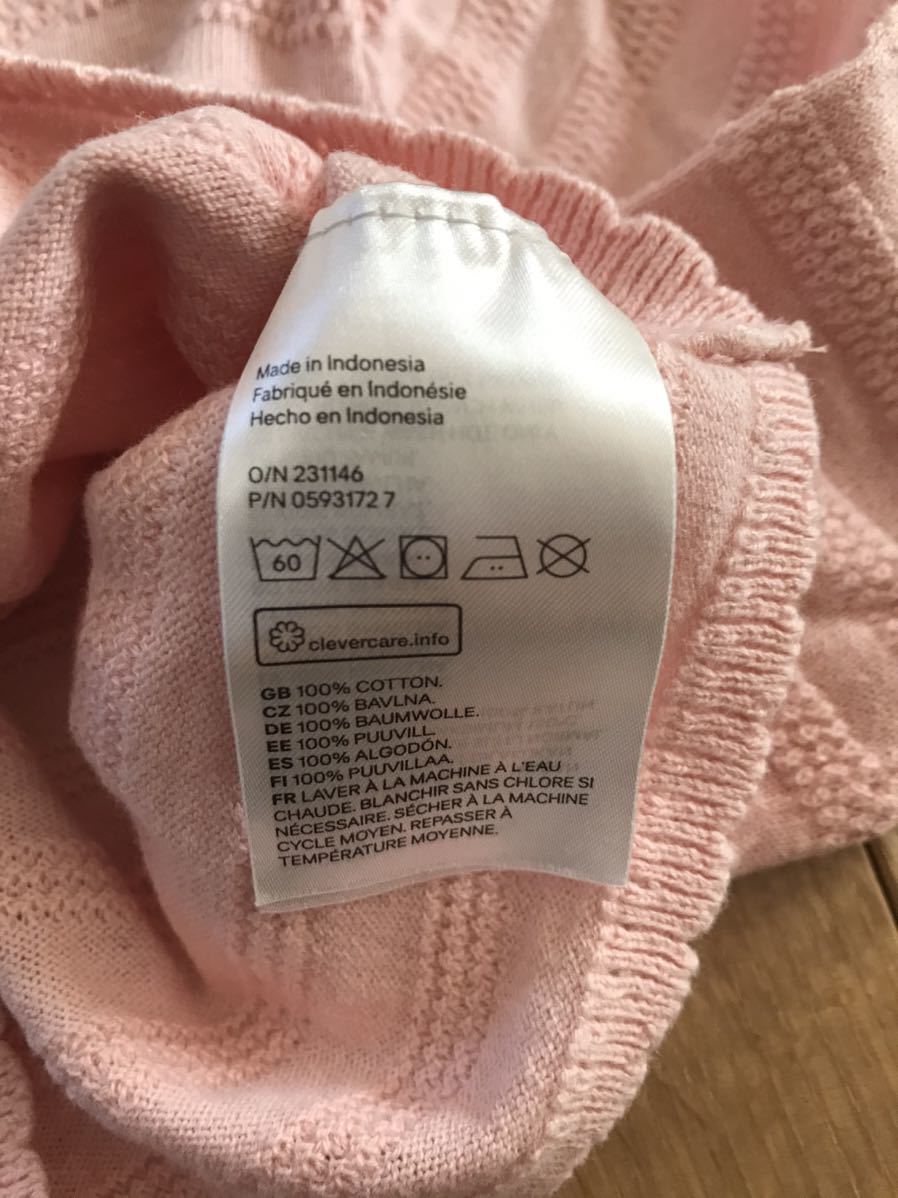 Made in Indonesia
Fabriqué en Indonésie
Hecho en Indonesia
O/N 231146
P/N 0593172 7
60
clevercare.info
GB 100% COTTON.
CZ 100% BAVLNA.
DE 100% BAUMWOLLE.
EE 100% PUUVILL.
ES 100% ALGODÓN.
FI 100% PUUVILLAA.
FR LAVER À LA MACHINE À L'EAU
CHAUDE. BLANCHIR SANS CHLORE SI
NÉCESSAIRE. SÉCHER À LA MACHINE
CYCLE MOYEN. REPASSER À
TEMPÉRATURE MOYENNE.